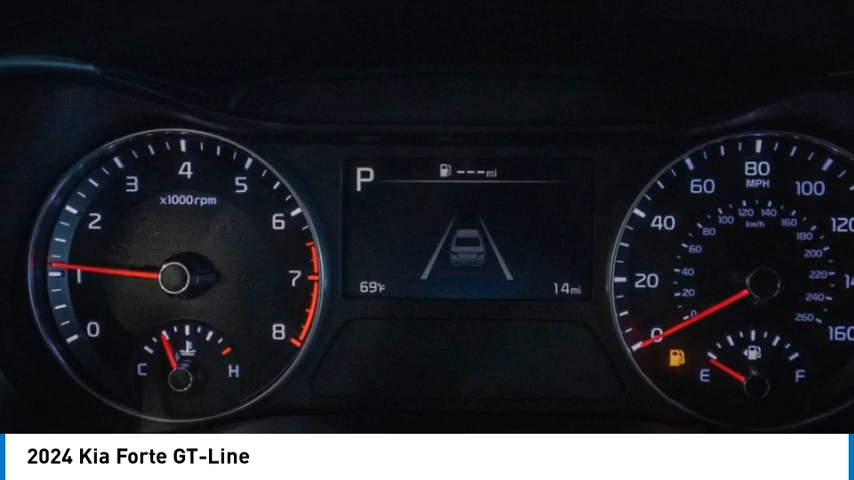 0
1
2
3
4
5
6
7
8
x1000rpm
C
H
P
---mi
69°F
14mi
0
20
40
60
80
100
120
160
MPH
0
20
40
60
80
100
120
140
160
180
200
220
240
260
km/h
E
F
2024 Kia Forte GT-Line